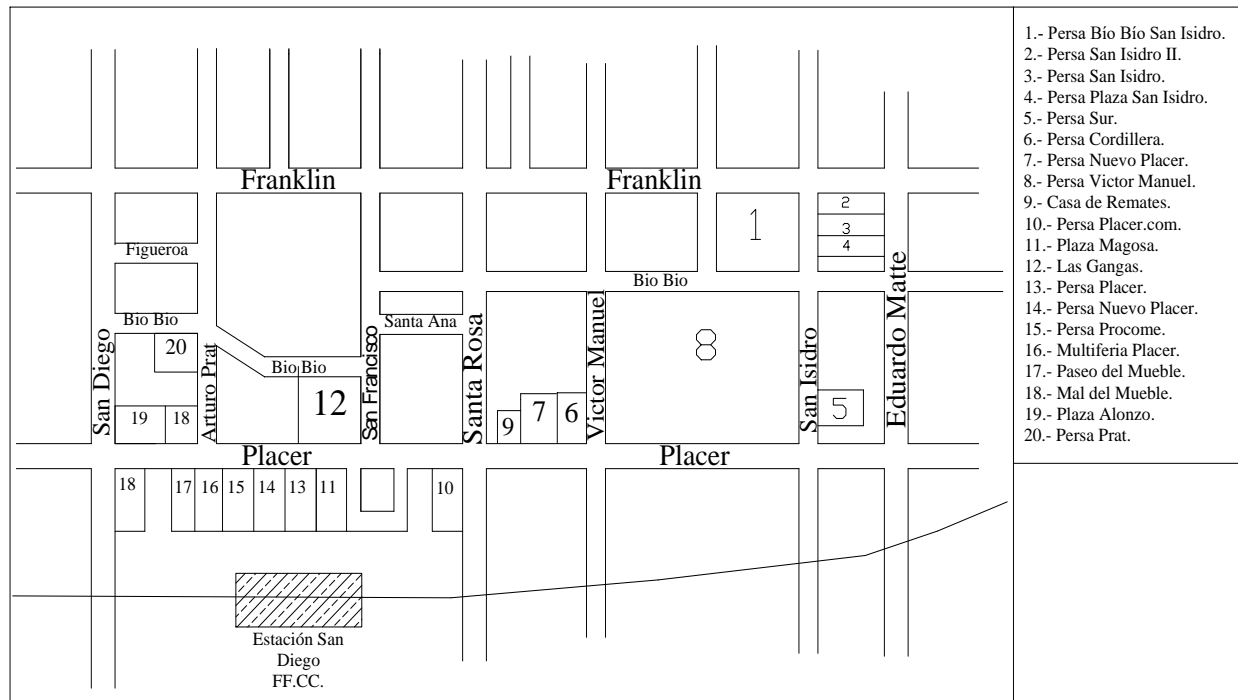 Franklin
Franklin
1
2
3
4
Figueroa
Bio Bio
Bio Bio
Santa Ana
20
Bio Bio
8
San Diego
Arturo Prat
San Francisco
Santa Rosa
Victor Manuel
San Isidro
Eduardo Matte
12
19
18
9
7
6
5
Placer
Placer
18
17
16
15
14
13
11
10
Estación San
Diego
FF.CC.
1.- Persa Bío Bío San Isidro.
2.- Persa San Isidro II.
3.- Persa San Isidro.
4.- Persa Plaza San Isidro.
5.- Persa Sur.
6.- Persa Cordillera.
7.- Persa Nuevo Placer.
8.- Persa Victor Manuel.
9.- Casa de Remates.
10.- Persa Placer.com.
11.- Plaza Magosa.
12.- Las Gangas.
13.- Persa Placer.
14.- Persa Nuevo Placer.
15.- Persa Procome.
16.- Multiferia Placer.
17.- Paseo del Mueble.
18.- Mal del Mueble.
19.- Plaza Alonzo.
20.- Persa Prat.